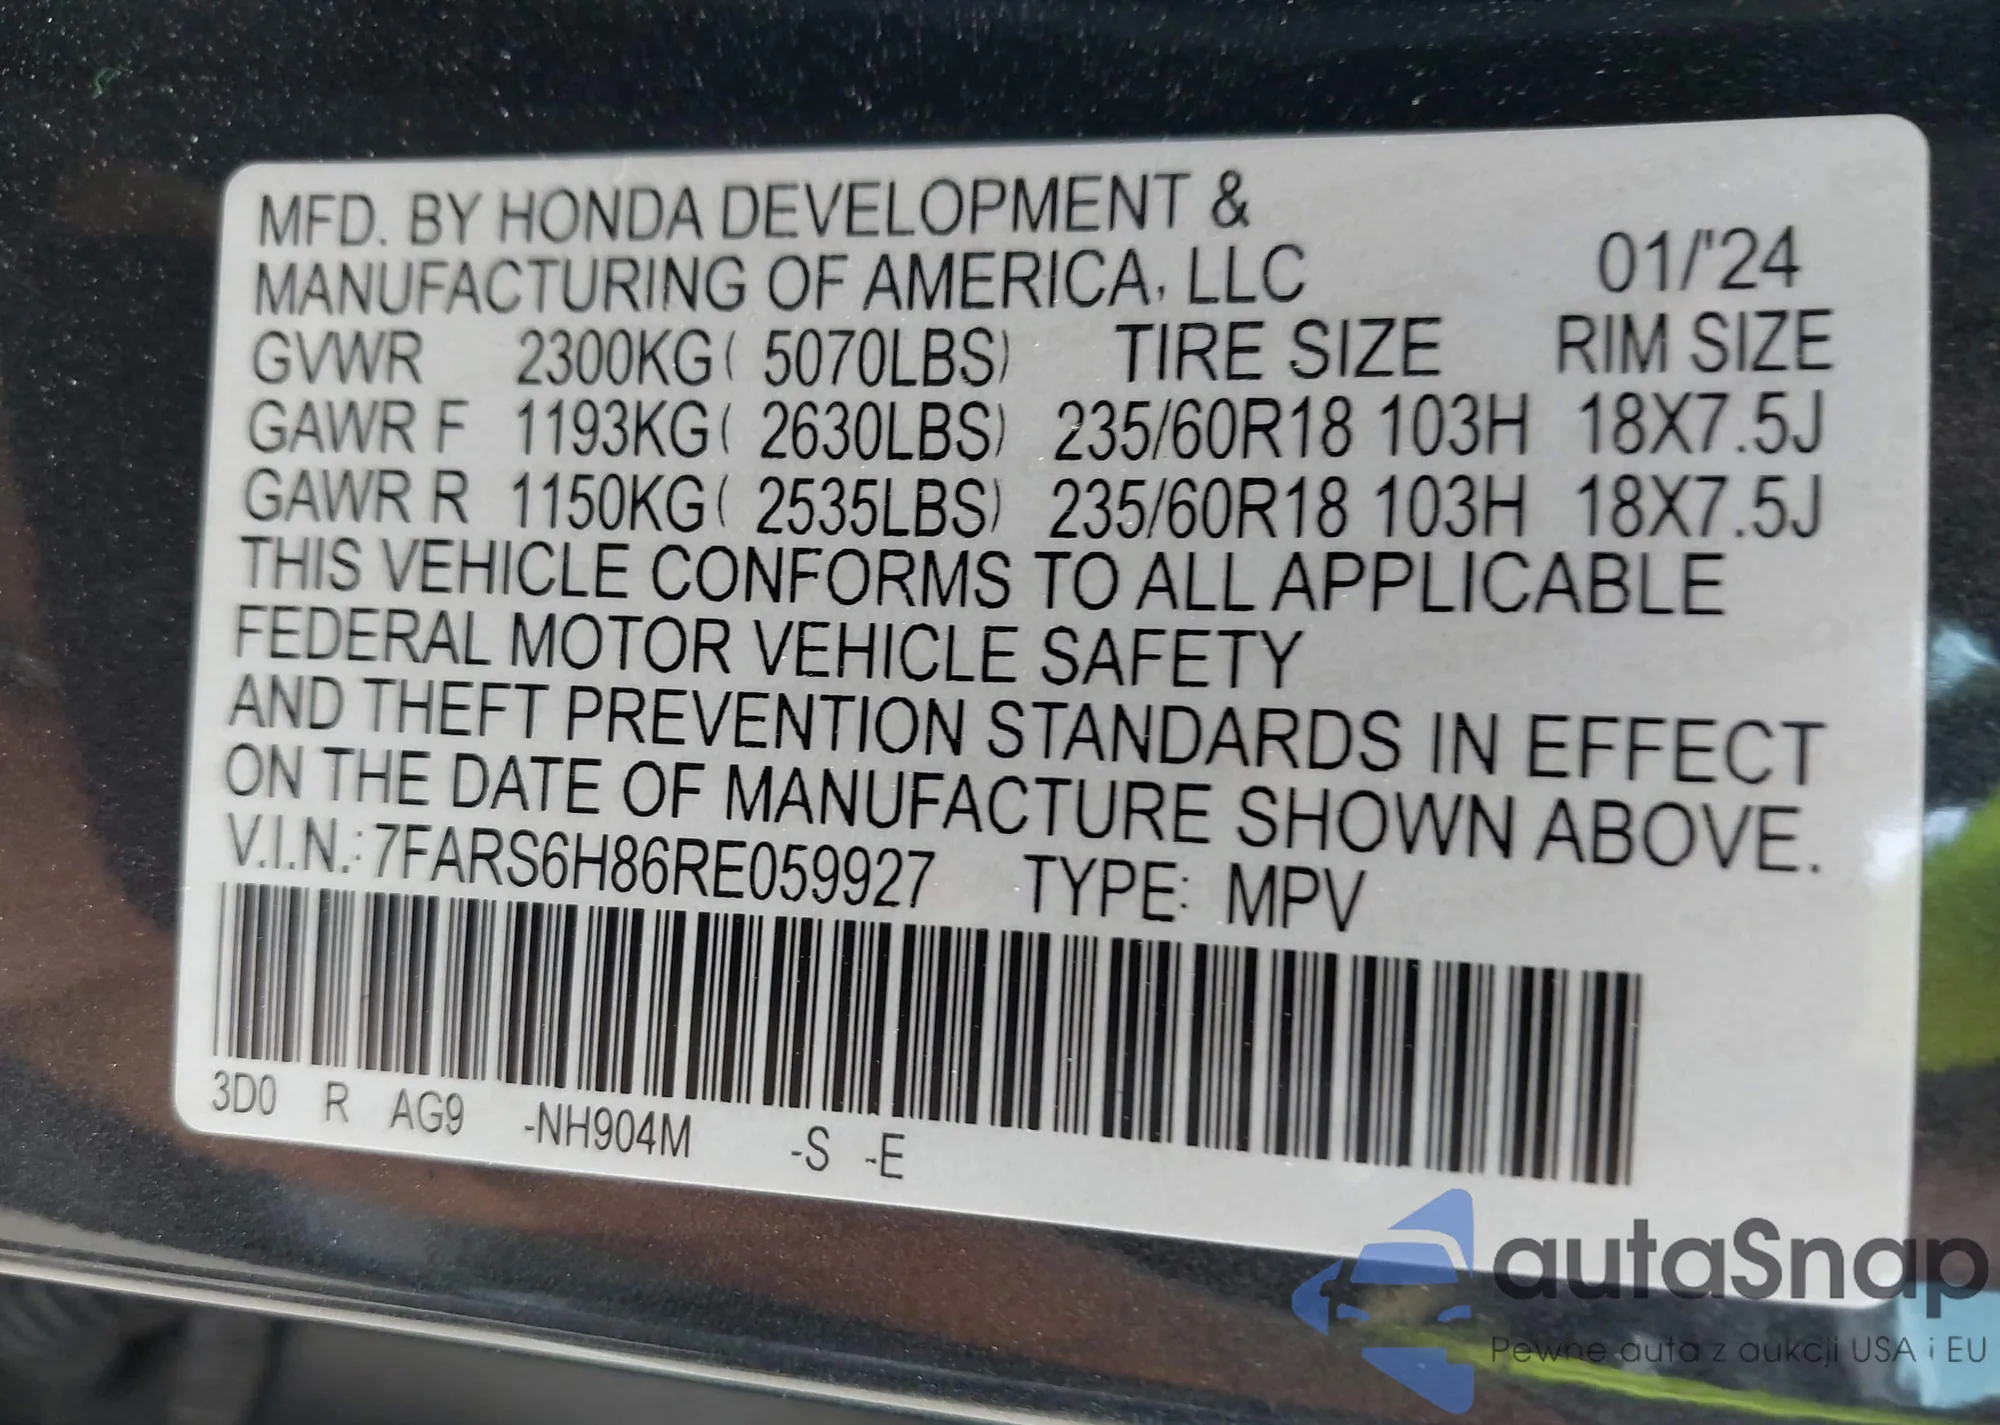 MFD. BY HONDA DEVELOPMENT &
MANUFACTURING OF AMERICA, LLC 01/'24
GVWR 2300KG( 5070LBS) TIRE SIZE RIM SIZE
GAWR F 1193KG( 2630LBS) 235/60R18 103H 18X7.5J
GAWR R 1150KG( 2535LBS) 235/60R18 103H 18X7.5J
THIS VEHICLE CONFORMS TO ALL APPLICABLE
FEDERAL MOTOR VEHICLE SAFETY
AND THEFT PREVENTION STANDARDS IN EFFECT
ON THE DATE OF MANUFACTURE SHOWN ABOVE.
V.I.N.: 7FARS6H86RE059927 TYPE: MPV
3D0 R AG9 -NH904M -S -E
autaSnap
Pewne auta z aukcji USA i EU